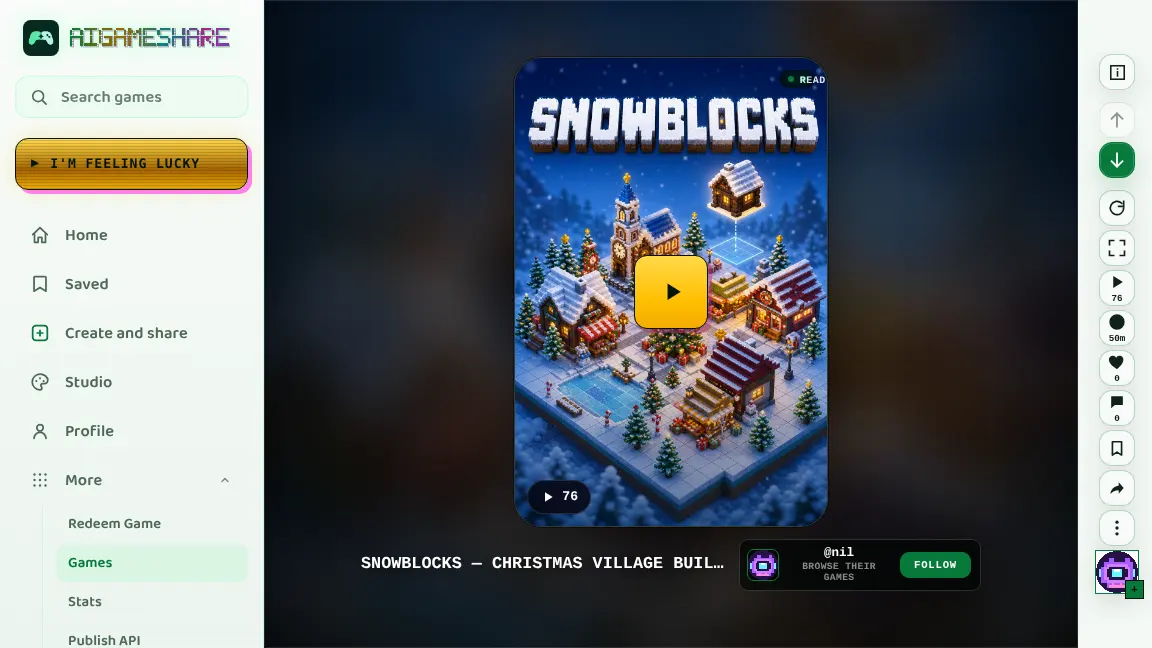 AIGAMESHARE
Search games
I'M FEELING LUCKY
Home
Saved
Create and share
Studio
Profile
More
Redeem Game
Games
Stats
Publish API
READ
SNOWBLOCKS
76
SNOWBLOCKS — CHRISTMAS VILLAGE BUIL…
@nil
BROWSE THEIR
GAMES
FOLLOW
76
50m
0
0